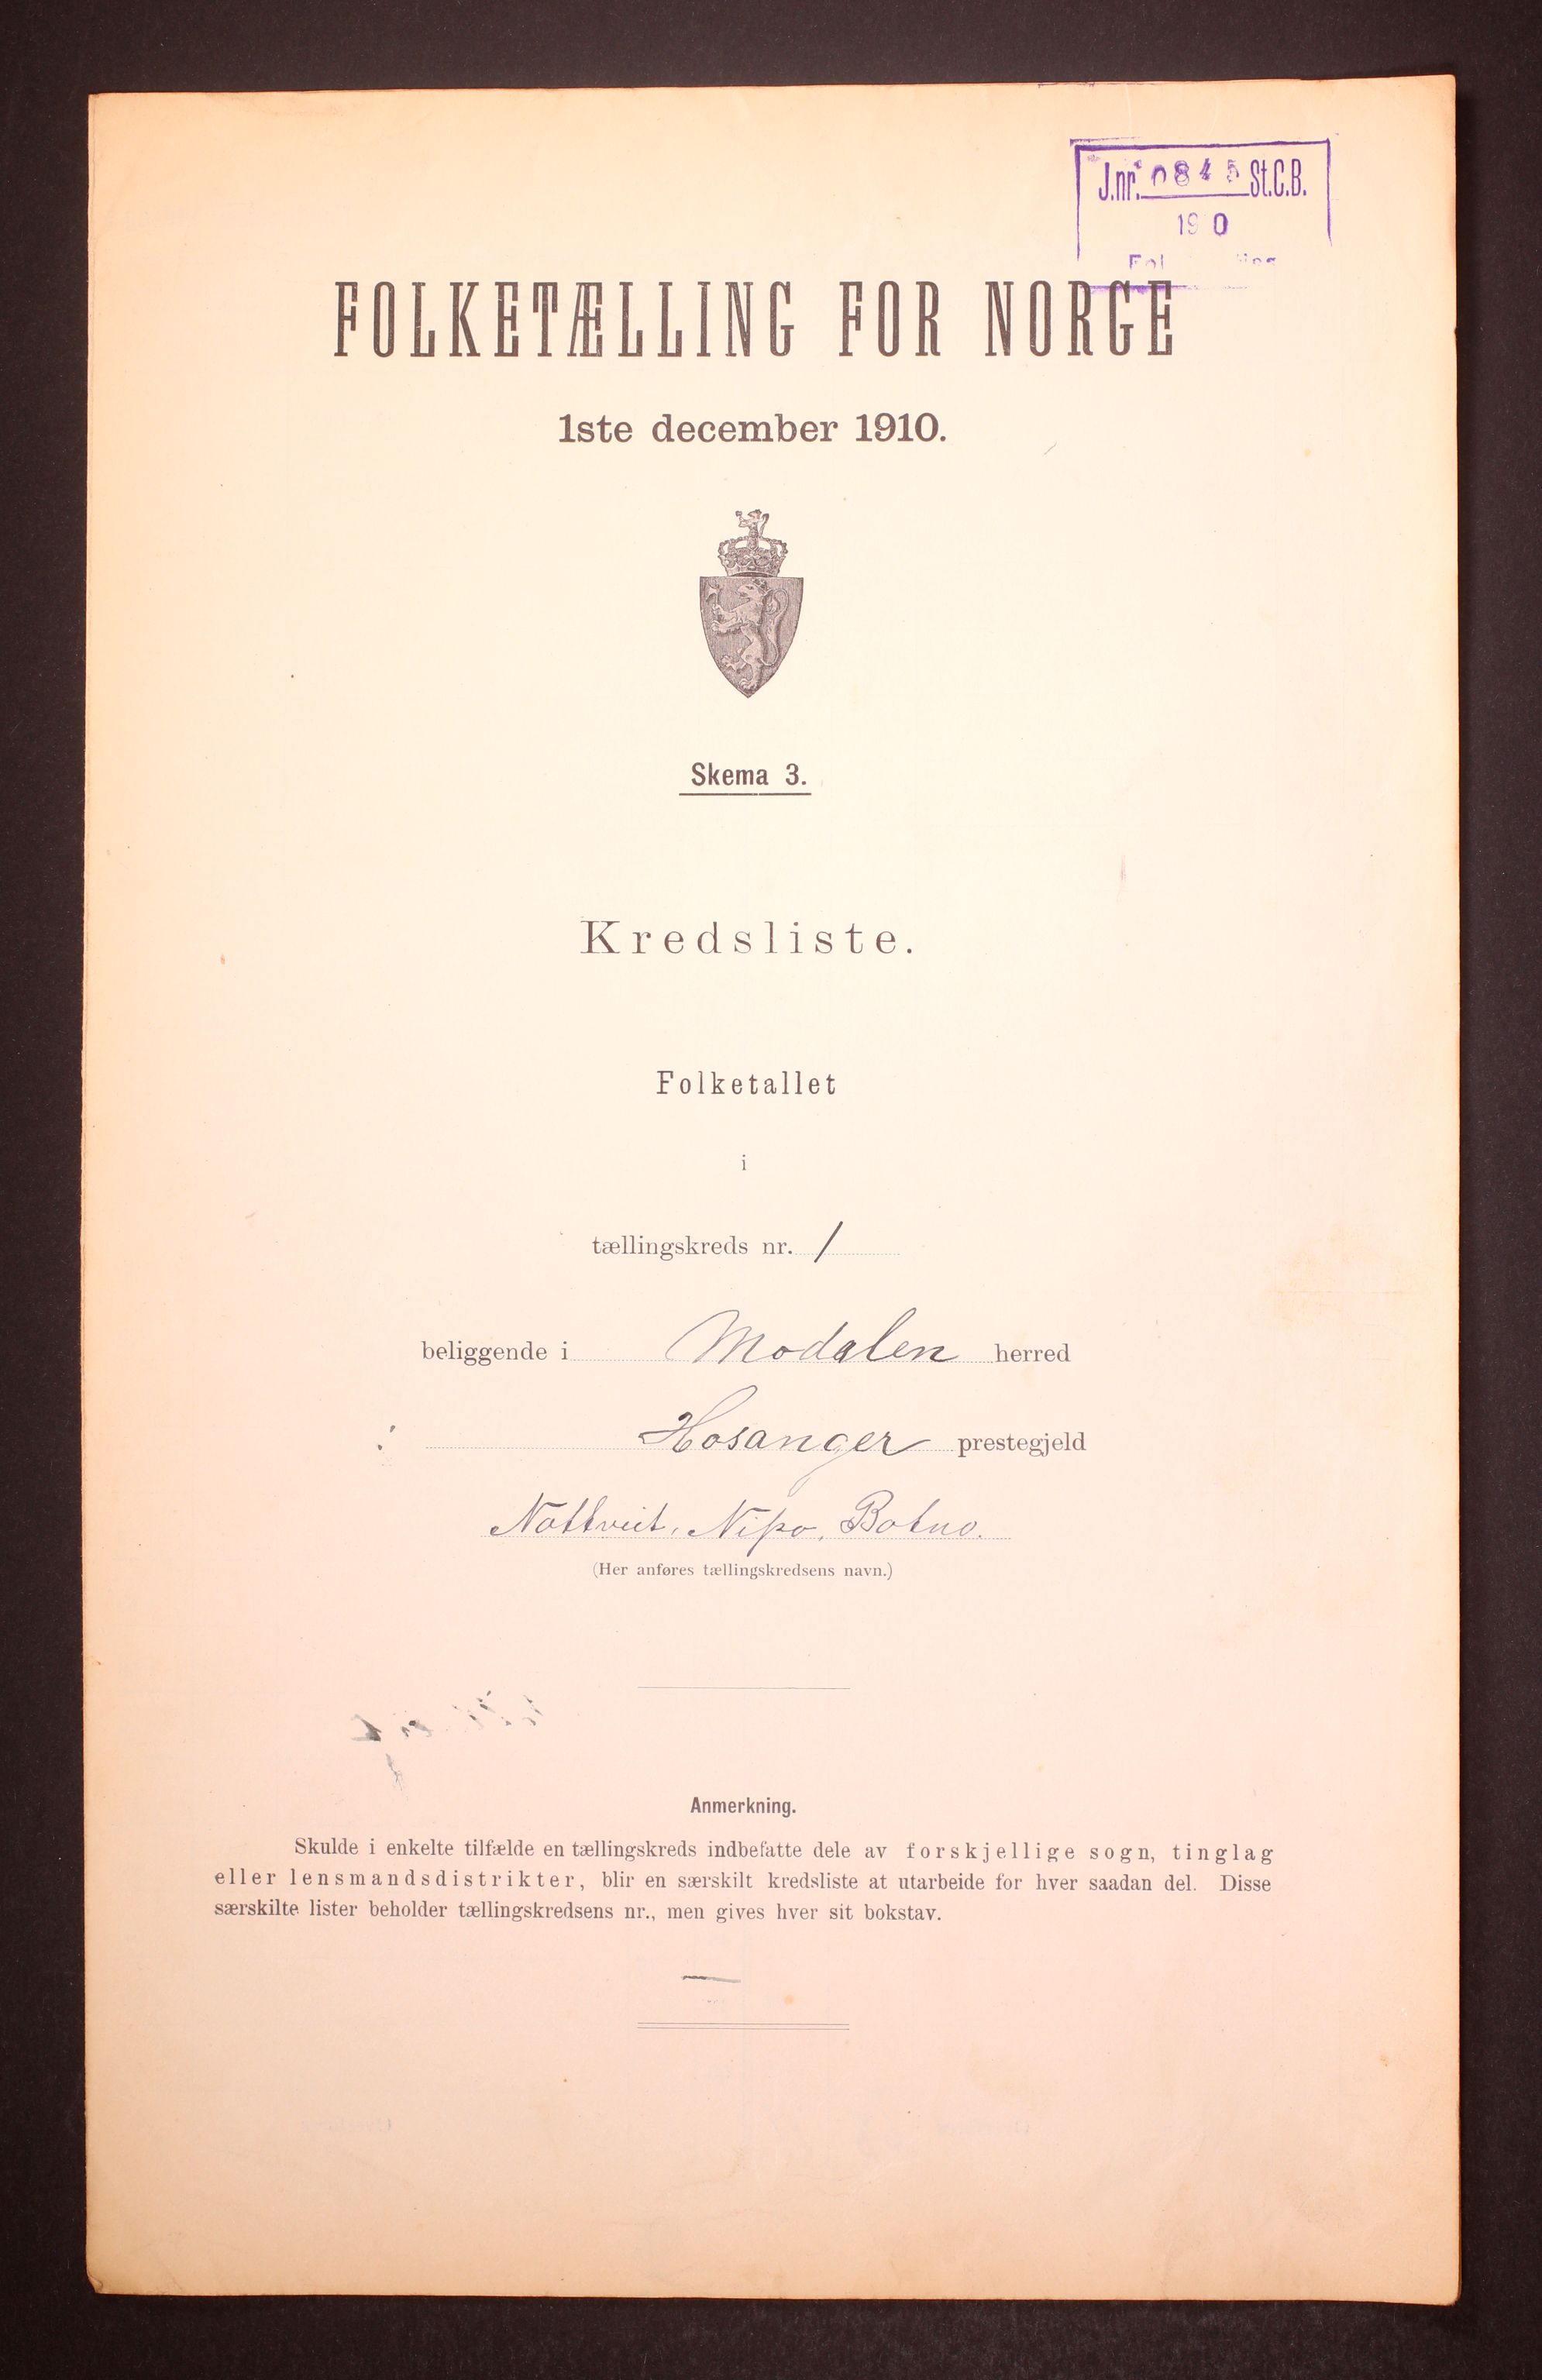 J.nr. 0845 St.C.B.
FOLKETÆLLING FOR NORGE
1ste december 1910.
Skema 3.
Kredsliste.
Folketallet
i
tællingskreds nr. 1
beliggende i Modalen herred
Hosanger prestegjeld
Nottveit, Nipo, Botno.
(Her anføres tællingskredsens navn.)
Anmerkning.
Skulde i enkelte tilfælde en tællingskreds indbefatte dele av forskjellige sogn, tinglag
eller lensmandsdistrikter, blir en særskilt kredsliste at utarbeide for hver saadan del. Disse
særskilte lister beholder tællingskredsens nr., men gives hver sit bokstav.